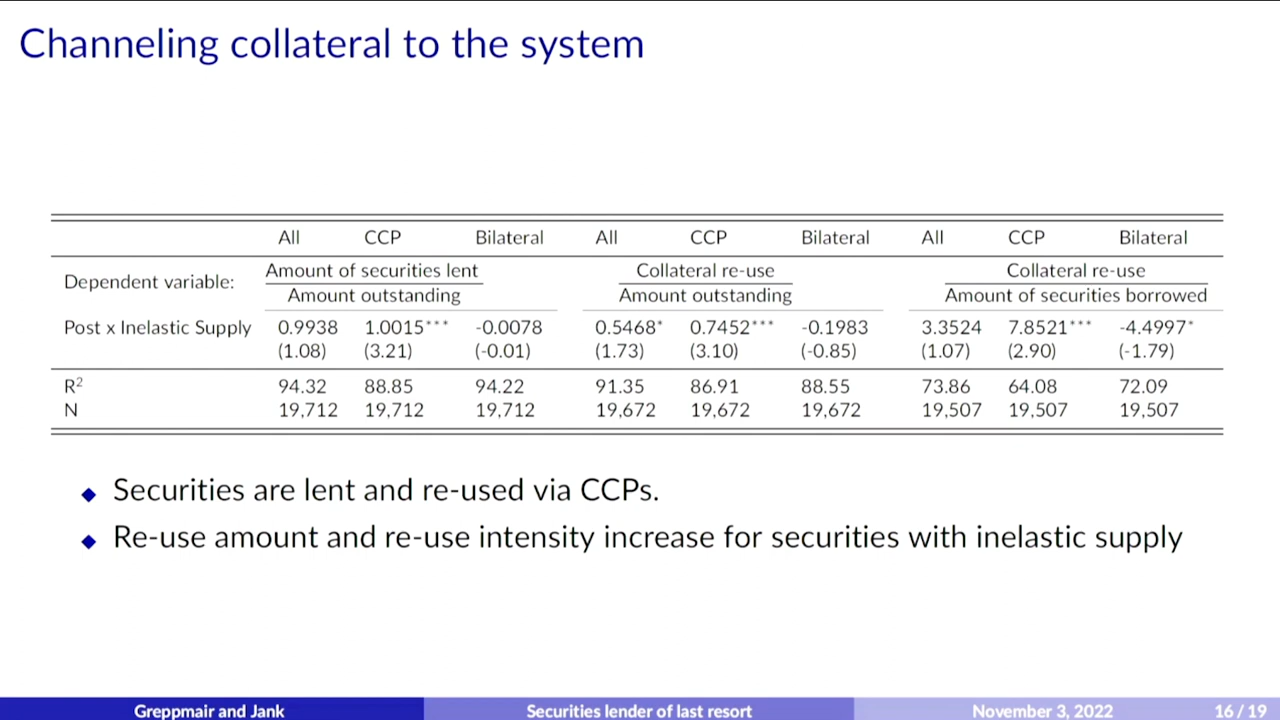 Channeling collateral to the system
All CCP Bilateral All CCP Bilateral All CCP Bilateral
Dependent variable:
Amount of securities lent Collateral re-use Collateral re-use
Amount outstanding Amount outstanding Amount of securities borrowed
Post x Inelastic Supply 0.9938 1.0015*** -0.0078 0.5468* 0.7452*** -0.1983 3.3524 7.8521*** -4.4997*
(1.08) (3.21) (-0.01) (1.73) (3.10) (-0.85) (1.07) (2.90) (-1.79)
R² 94.32 88.85 94.22 91.35 86.91 88.55 73.86 64.08 72.09
N 19,712 19,712 19,712 19,672 19,672 19,672 19,507 19,507 19,507
Securities are lent and re-used via CCPs.
Re-use amount and re-use intensity increase for securities with inelastic supply
Greppmair and Jank Securities lender of last resort November 3, 2022 16 / 19